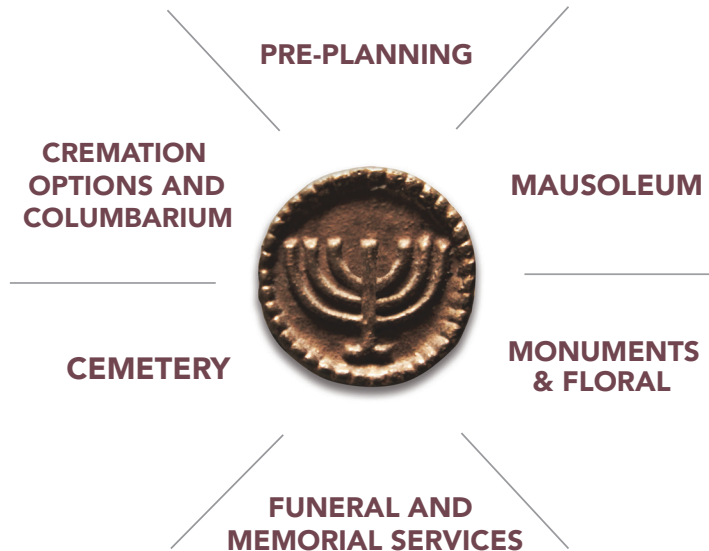 PRE-PLANNING
CREMATION
OPTIONS AND
COLUMBARIUM
MAUSOLEUM
CEMETERY
MONUMENTS
& FLORAL
FUNERAL AND
MEMORIAL SERVICES